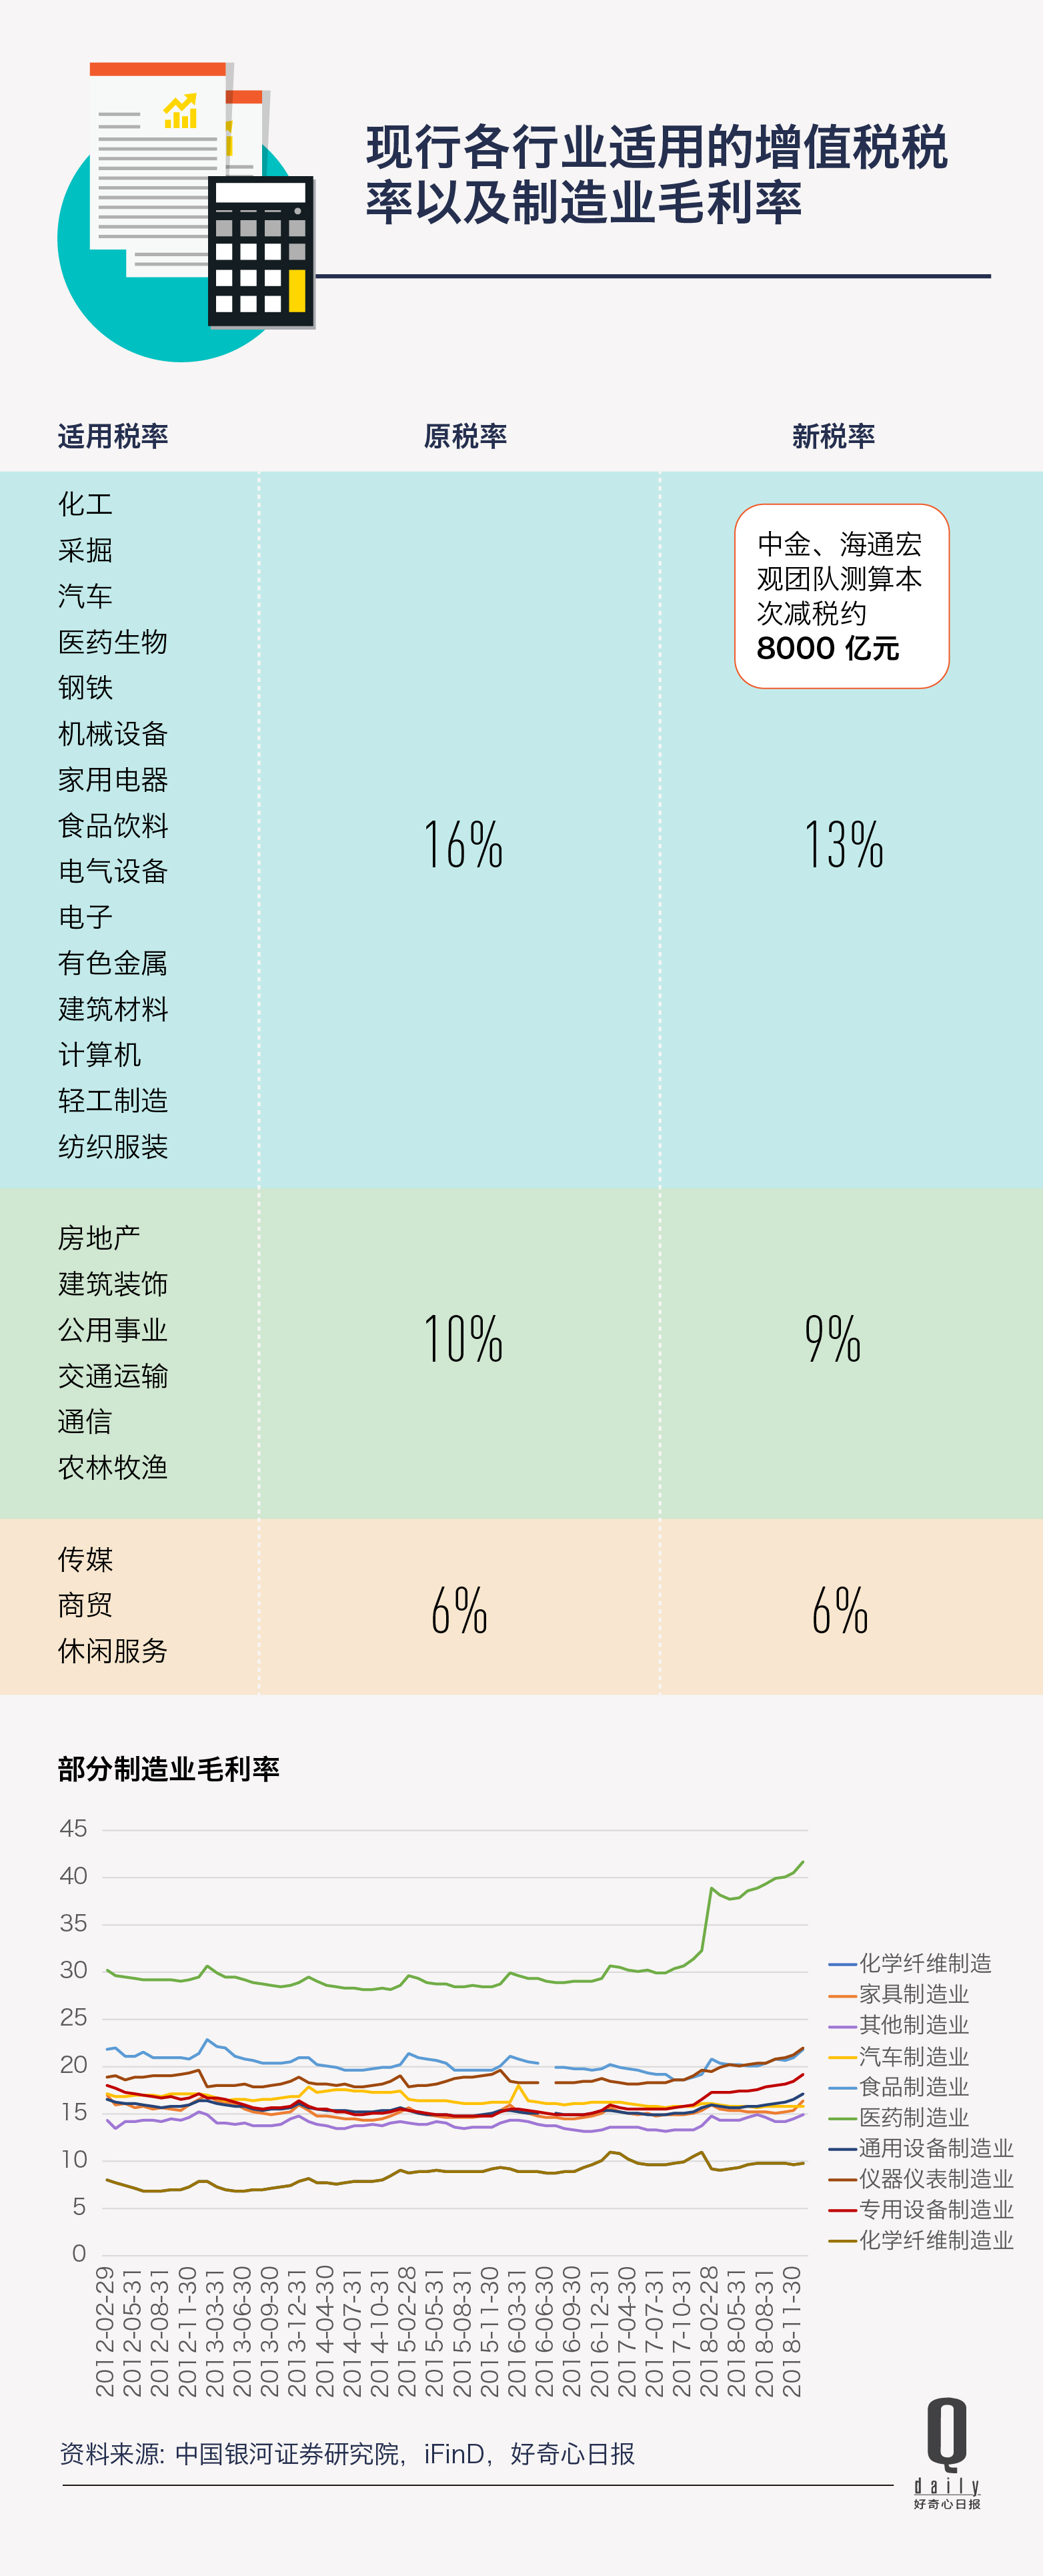 现行各行业适用的增值税税
率以及制造业毛利率
适用税率 原税率 新税率
化工
采掘
汽车
医药生物
钢铁
机械设备
家用电器
食品饮料
电气设备
电子
有色金属
建筑材料
计算机
轻工制造
纺织服装
16% 13%
中金、海通宏
观团队测算本
次减税约
8000 亿元
房地产
建筑装饰
公用事业
交通运输
通信
农林牧渔
10% 9%
传媒
商贸
休闲服务
6% 6%
部分制造业毛利率
45
40
35
30
25
20
15
10
5
0
2012-02-29
2012-05-31
2012-08-31
2012-11-30
2013-03-31
2013-06-30
2013-09-30
2013-12-31
2014-04-30
2014-07-31
2014-10-31
2015-02-28
2015-05-31
2015-08-31
2015-11-30
2016-03-31
2016-06-30
2016-09-30
2016-12-31
2017-04-30
2017-07-31
2017-10-31
2018-02-28
2018-05-31
2018-08-31
2018-11-30
化学纤维制造
家具制造业
其他制造业
汽车制造业
食品制造业
医药制造业
通用设备制造业
仪器仪表制造业
专用设备制造业
化学纤维制造业
资料来源: 中国银河证券研究院，iFinD，好奇心日报
Q
daily
好奇心日报